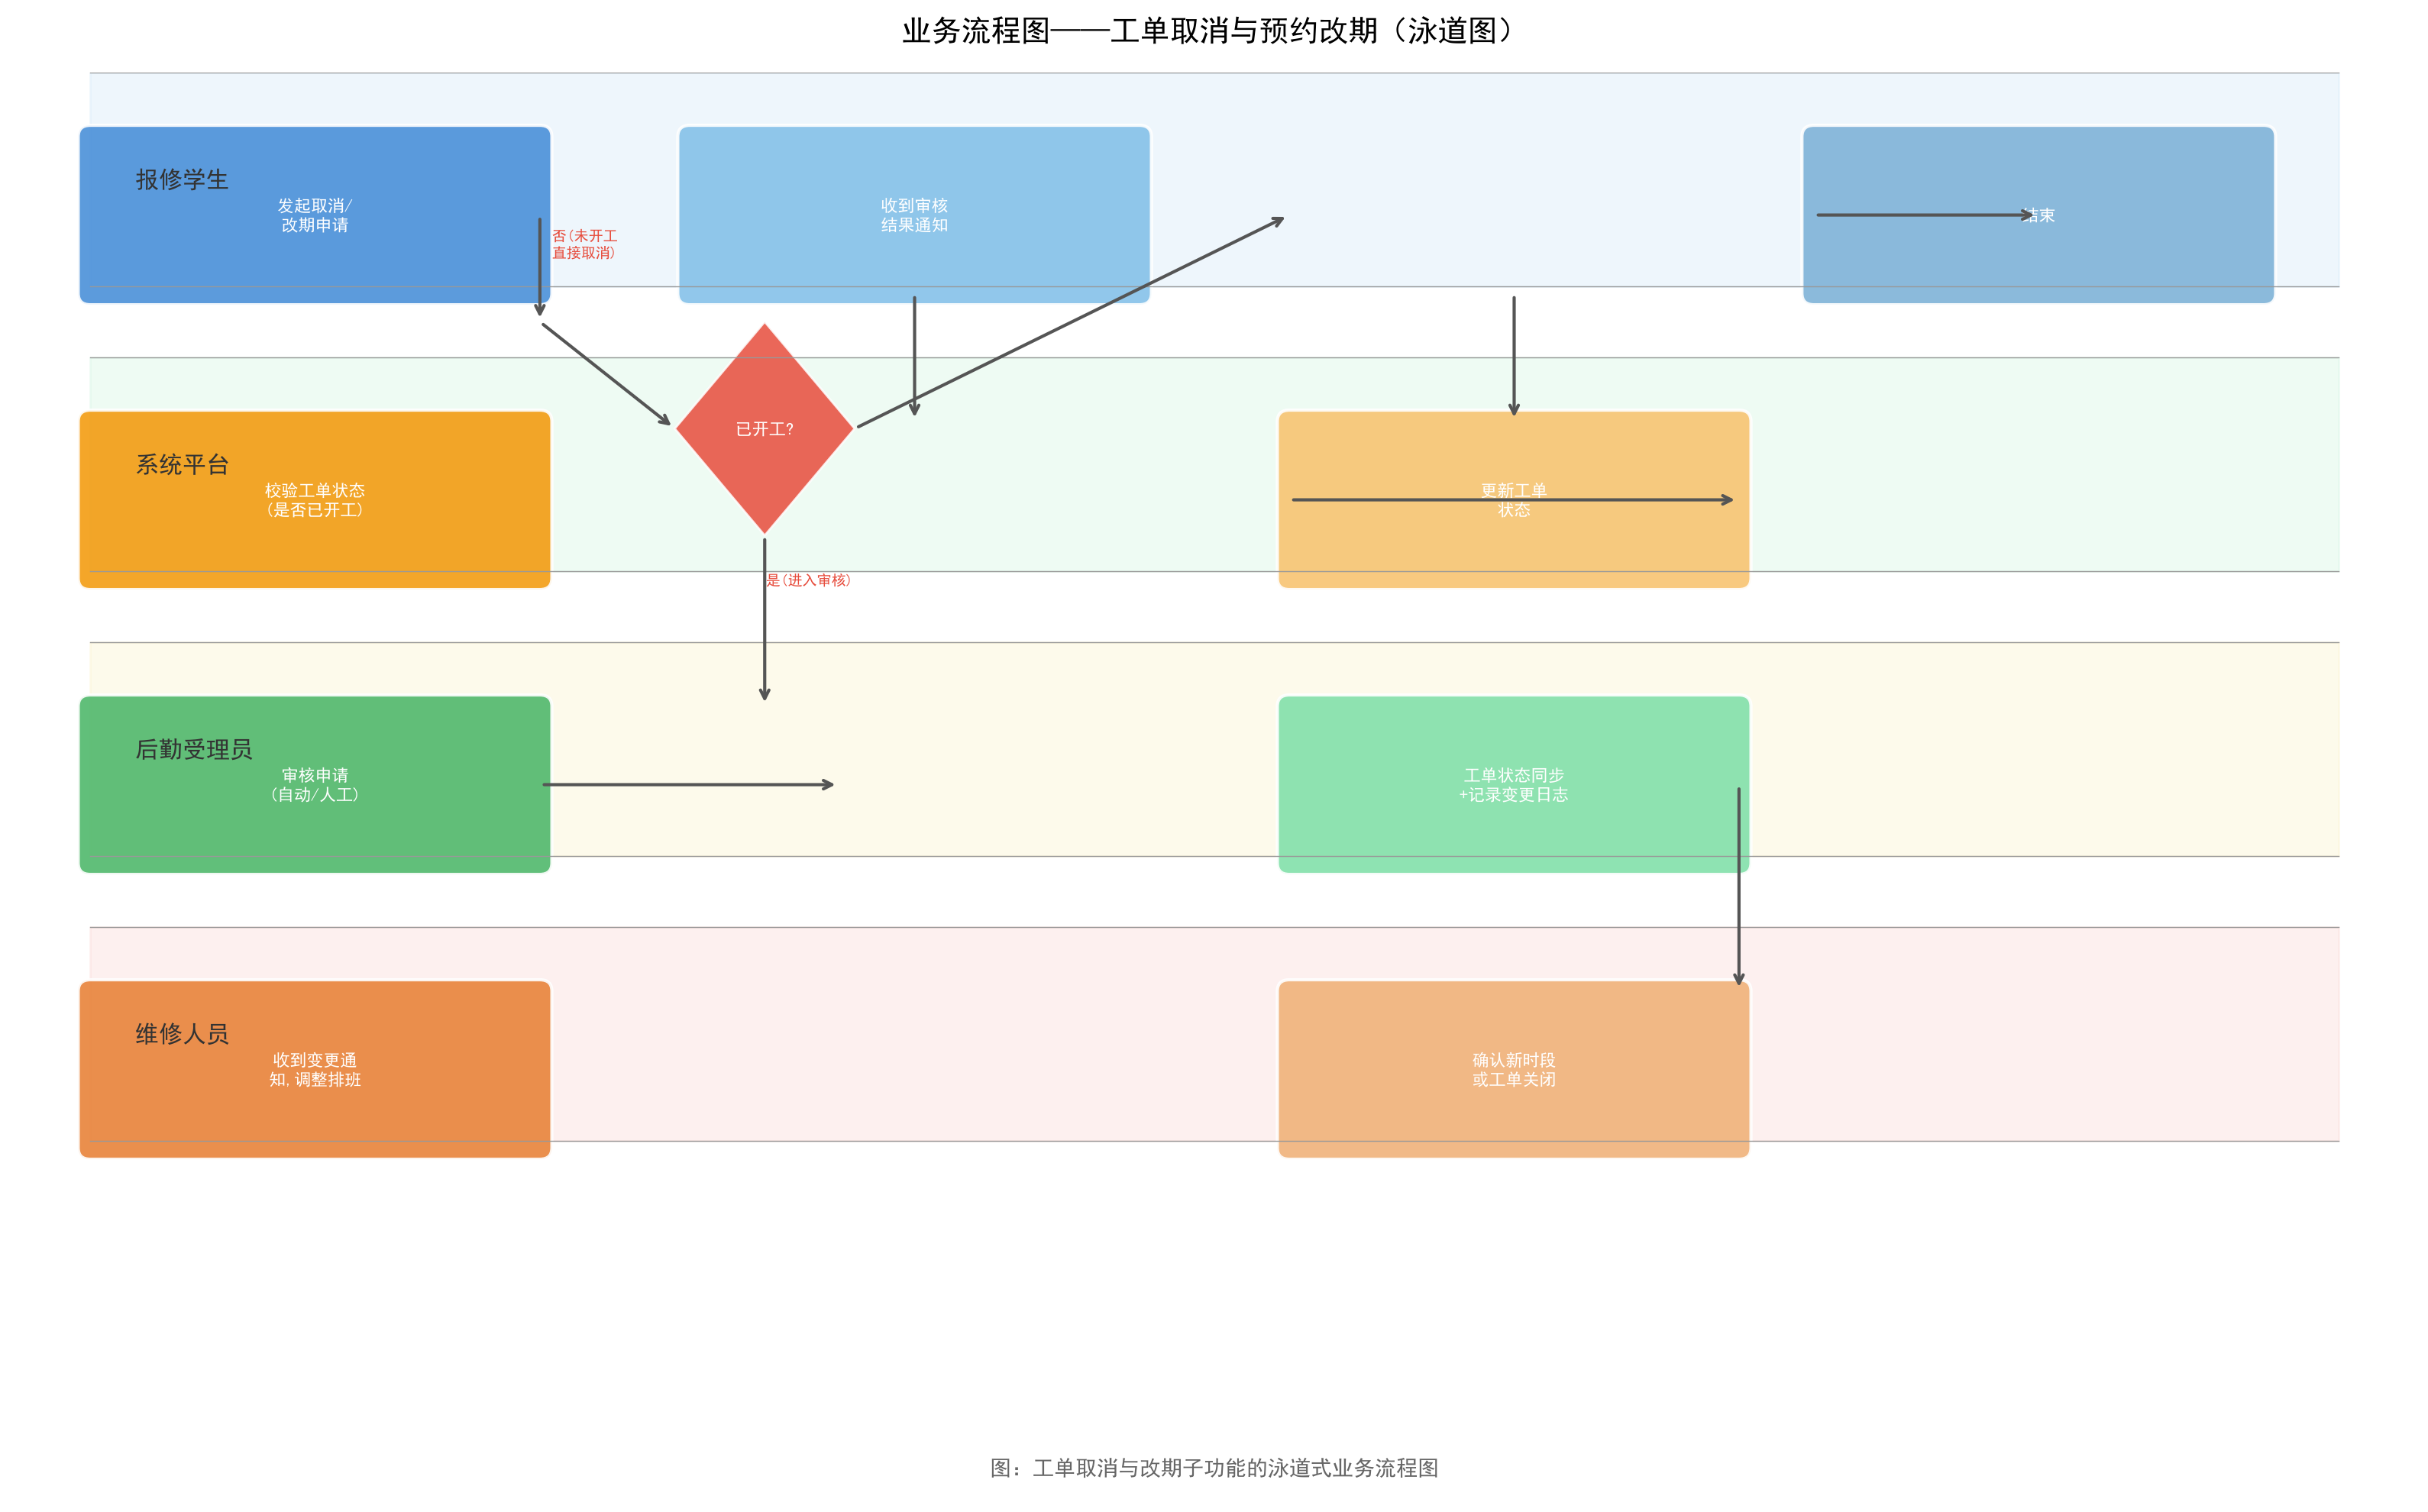 业务流程图——工单取消与预约改期（泳道图）
报修学生
发起取消/
改期申请
否(未开工
直接取消)
收到审核
结果通知
结束
系统平台
校验工单状态
(是否已开工)
已开工?
是(进入审核)
更新工单
状态
后勤受理员
审核申请
(自动/人工)
工单状态同步
+记录变更日志
维修人员
收到变更通
知,调整排班
确认新时段
或工单关闭
图：工单取消与改期子功能的泳道式业务流程图